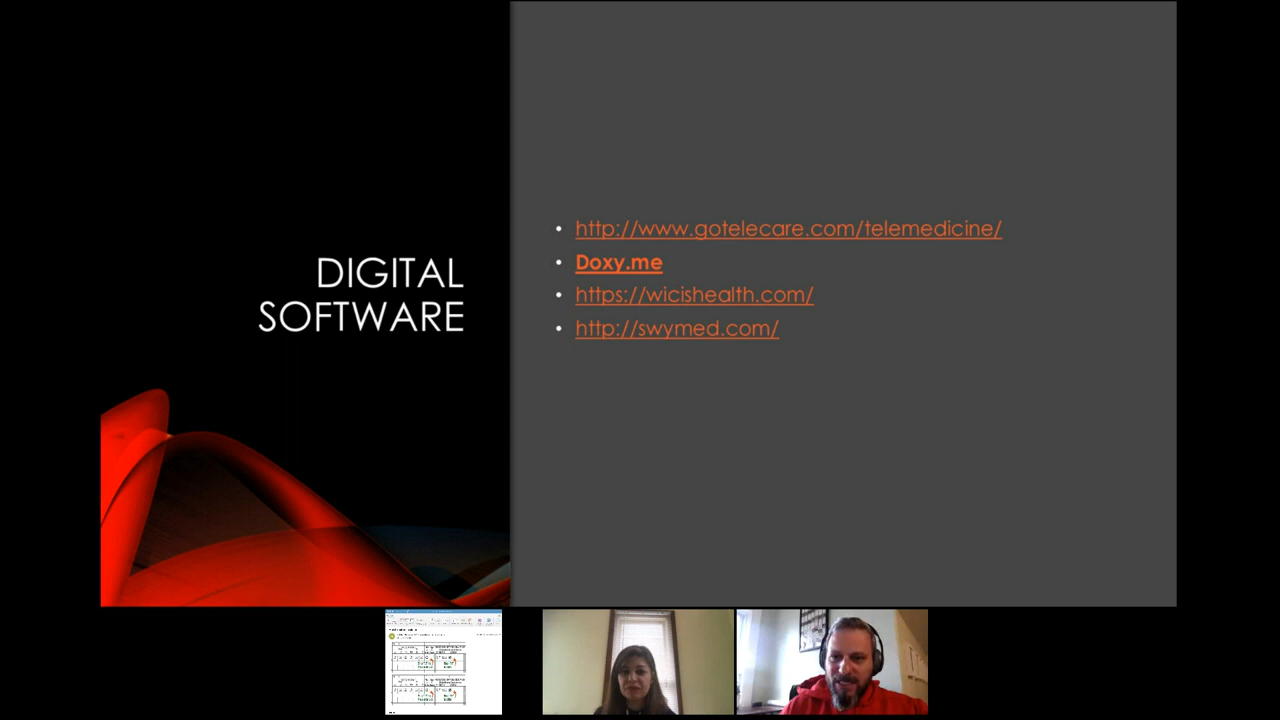 DIGITAL
SOFTWARE
http://www.gotelecare.com/telemedicine/
Doxy.me
https://wicishealth.com/
http://swymed.com/